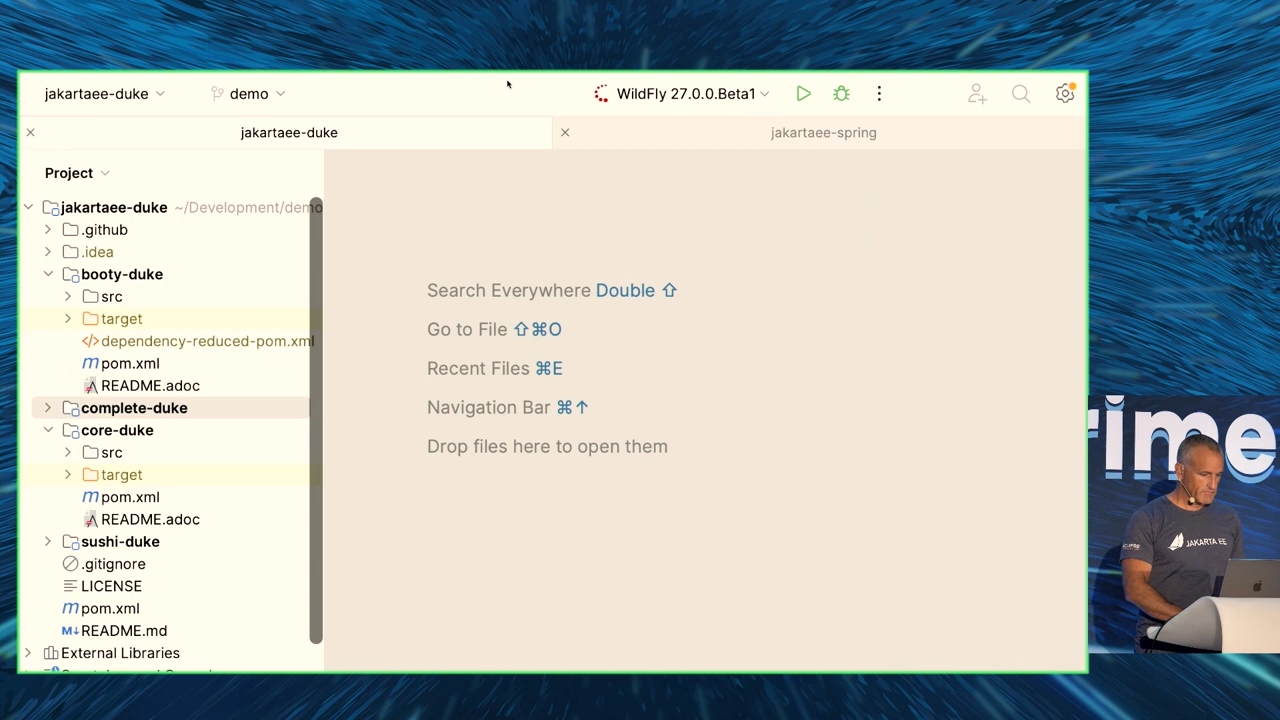 jakartaee-duke
demo
WildFly 27.0.0.Beta1
jakartaee-duke
jakartaee-spring
Project
jakartaee-duke ~/Development/demo
.github
.idea
booty-duke
src
target
dependency-reduced-pom.xml
pom.xml
README.adoc
complete-duke
core-duke
src
target
pom.xml
README.adoc
sushi-duke
.gitignore
LICENSE
pom.xml
README.md
External Libraries
Search Everywhere Double ⇧
Go to File ⇧⌘O
Recent Files ⌘E
Navigation Bar ⌘↑
Drop files here to open them
rime
JAKARTA EE